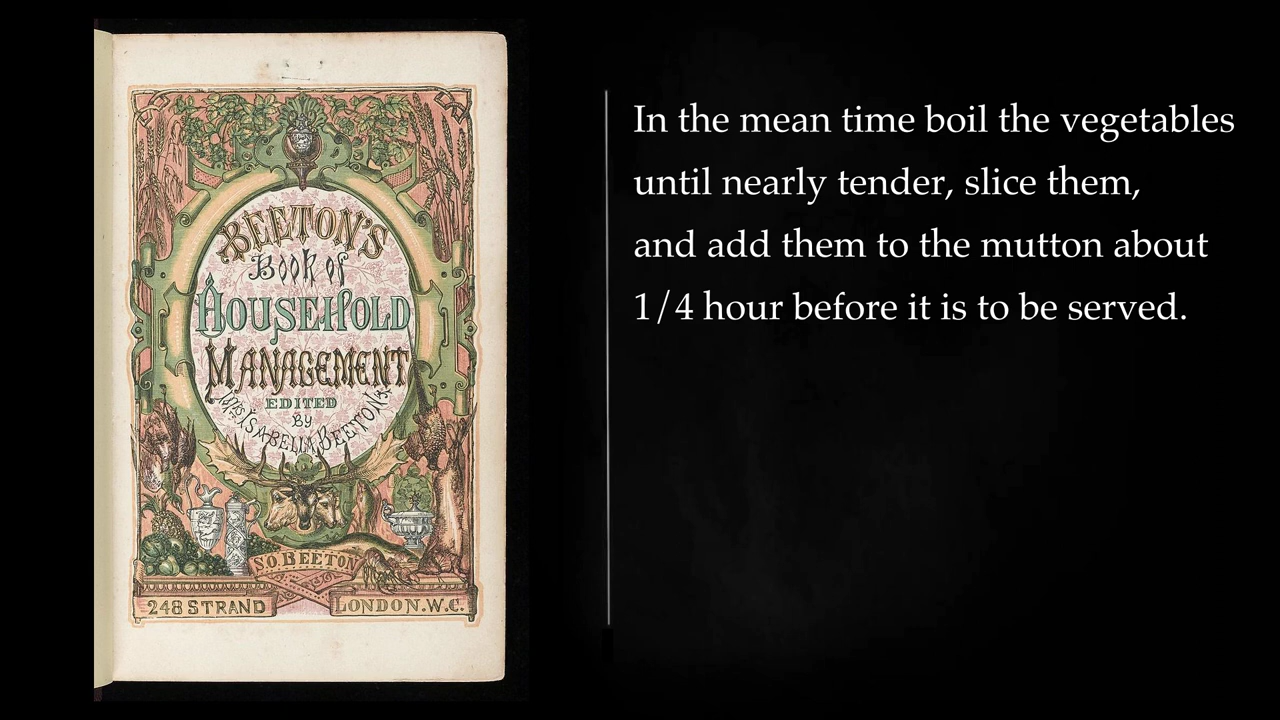 BEETON'S
Book of
HOUSEHOLD
MANAGEMENT
EDITED
BY
MRS ISABELLA BEETON
S.O. BEETON
248 STRAND
LONDON. W.C.
In the mean time boil the vegetables
until nearly tender, slice them,
and add them to the mutton about
1/4 hour before it is to be served.